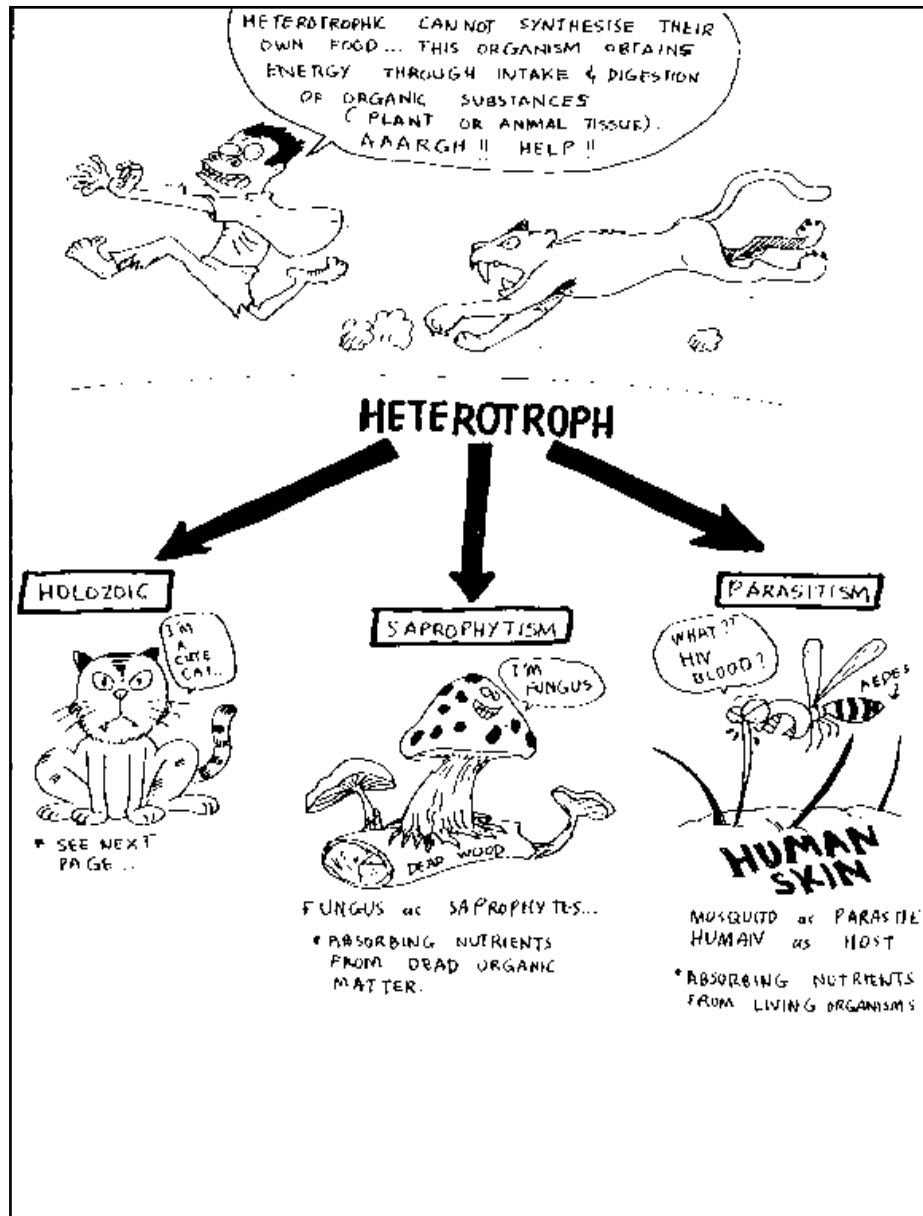 HETEROTROPHIC CANNOT SYNTHESISE THEIR
OWN FOOD... THIS ORGANISM OBTAINS
ENERGY THROUGH INTAKE & DIGESTION
OF ORGANIC SUBSTANCES
(PLANT OR ANIMAL TISSUE).
AAARGH!! HELP!!
HETEROTROPH
HOLOZOIC
I'M
A
CUTE
CAT..
* SEE NEXT
PAGE...
SAPROPHYTISM
I'M
FUNGUS
DEAD WOOD
FUNGUS as SAPROPHYTES...
* ABSORBING NUTRIENTS
FROM DEAD ORGANIC
MATTER.
PARASITISM
WHAT??
HIV
BLOOD?
AEDES
HUMAN
SKIN
MOSQUITO as PARASITE
HUMAN as HOST
* ABSORBING NUTRIENTS
FROM LIVING ORGANISMS